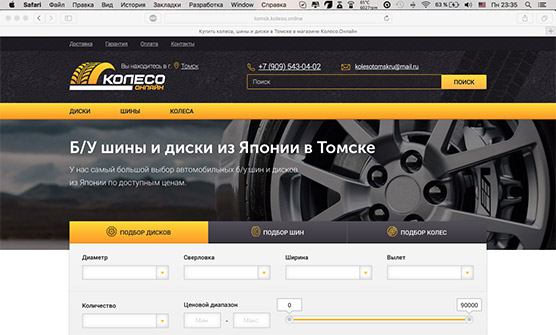 Safari Файл Правка Вид История Закладки Разработка Window Справка
61°C
6027rpm
63 %
Пн 23:35
tomsk.koleso.online
Купить колеса, шины и диски в Томске в магазине Колесо.Онлайн
Доставка Гарантия Оплата Контакты
КОЛЕСО
ОНЛАЙН
Вы находитесь в г. Томск
+7 (909) 543-04-02
kolesotomskru@mail.ru
Поиск ПОИСК
ДИСКИ ШИНЫ КОЛЕСА
Б/У шины и диски из Японии в Томске
У нас самый большой выбор автомобильных б/у шин и дисков
из Японии по доступным ценам.
ПОДБОР ДИСКОВ ПОДБОР ШИН ПОДБОР КОЛЕС
Диаметр Сверловка Ширина Вылет
Количество Ценовой диапазон 0 90000
Мин. - Макс.